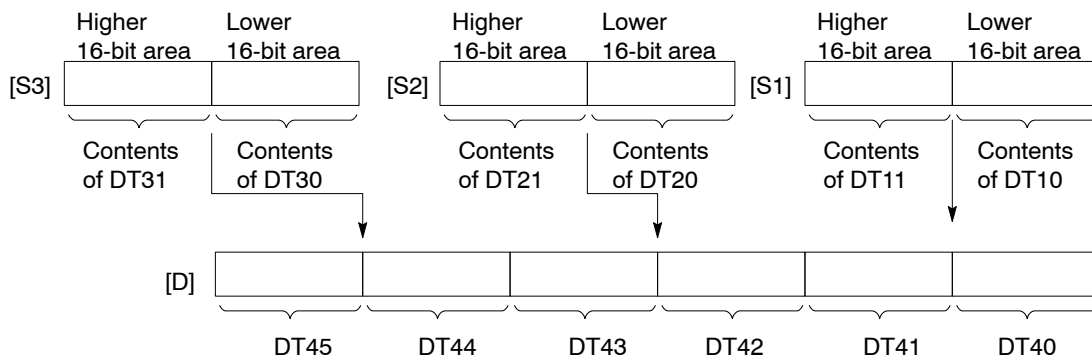 Higher
16-bit area
Lower
16-bit area
Higher
16-bit area
Lower
16-bit area
Higher
16-bit area
Lower
16-bit area
[S3]
[S2]
[S1]
Contents
of DT31
Contents
of DT30
Contents
of DT21
Contents
of DT20
Contents
of DT11
Contents
of DT10
[D]
DT45
DT44
DT43
DT42
DT41
DT40